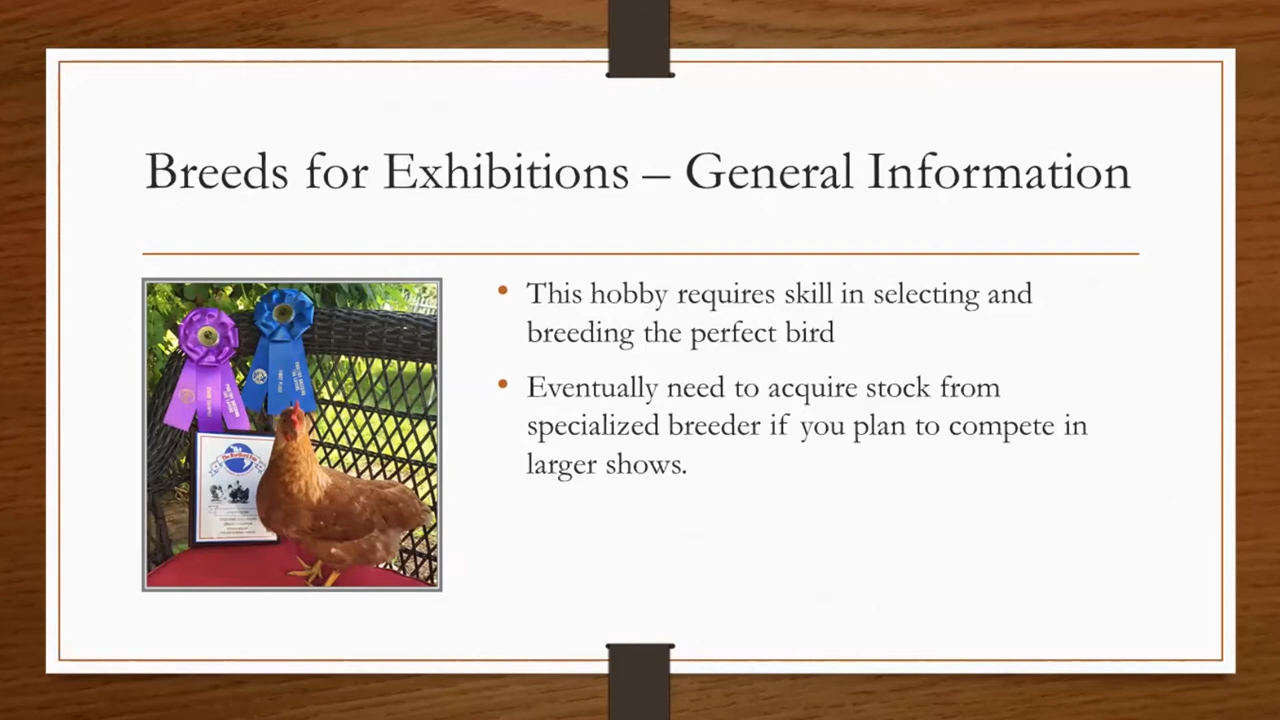 Breeds for Exhibitions – General Information
• This hobby requires skill in selecting and
breeding the perfect bird
• Eventually need to acquire stock from
specialized breeder if you plan to compete in
larger shows.